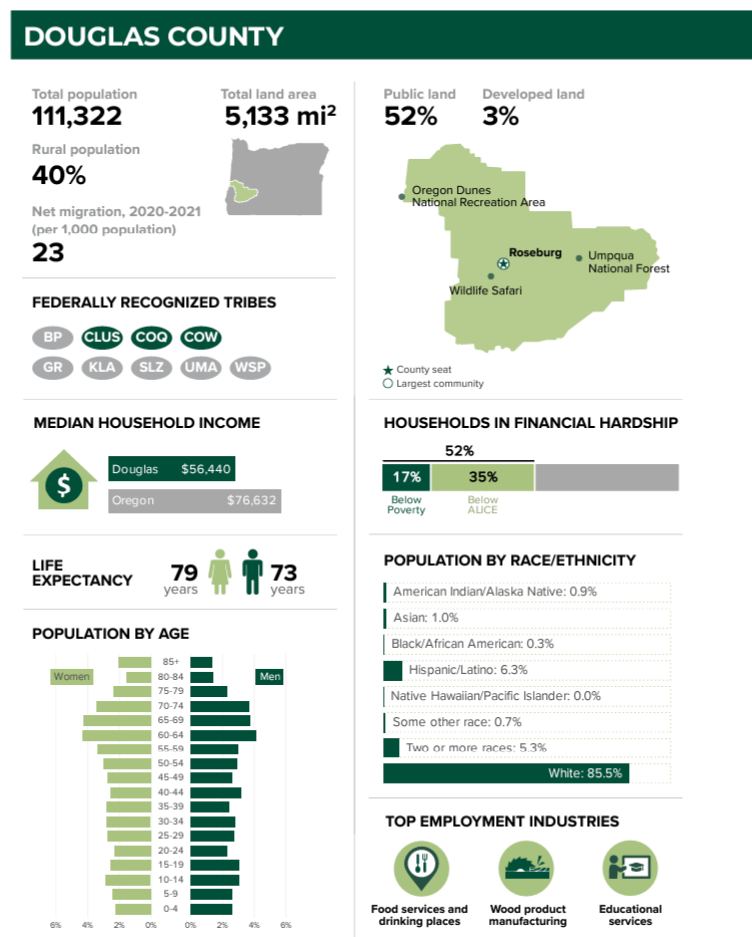 DOUGLAS COUNTY
Total population
111,322
Total land area
5,133 mi²
Rural population
40%
Net migration, 2020-2021
(per 1,000 population)
23
Public land
52%
Developed land
3%
Oregon Dunes
National Recreation Area
Roseburg
Umpqua
National Forest
Wildlife Safari
County seat
Largest community
FEDERALLY RECOGNIZED TRIBES
BP CLUS COQ COW
GR KLA SLZ UMA WSP
MEDIAN HOUSEHOLD INCOME
$
Douglas $56,440
Oregon $76,632
HOUSEHOLDS IN FINANCIAL HARDSHIP
52%
17% 35%
Below
Poverty
Below
ALICE
LIFE
EXPECTANCY
79
years
73
years
POPULATION BY AGE
Women
Men
85+
80-84
75-79
70-74
65-69
60-64
55-59
50-54
45-49
40-44
35-39
30-34
25-29
20-24
15-19
10-14
5-9
0-4
6% 4% 2% 0% 0% 2% 4% 6%
POPULATION BY RACE/ETHNICITY
American Indian/Alaska Native: 0.9%
Asian: 1.0%
Black/African American: 0.3%
Hispanic/Latino: 6.3%
Native Hawaiian/Pacific Islander: 0.0%
Some other race: 0.7%
Two or more races: 5.3%
White: 85.5%
TOP EMPLOYMENT INDUSTRIES
Food services and
drinking places
Wood product
manufacturing
Educational
services